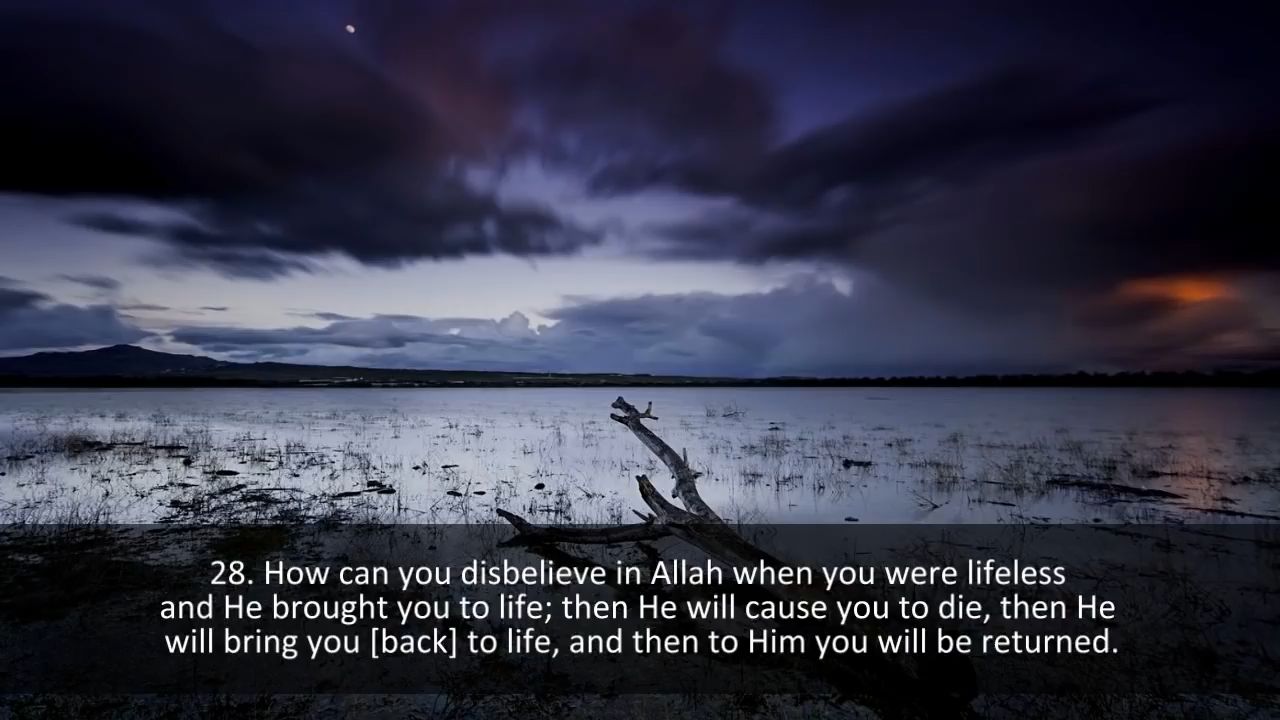 28. How can you disbelieve in Allah when you were lifeless
and He brought you to life; then He will cause you to die, then He
will bring you [back] to life, and then to Him you will be returned.